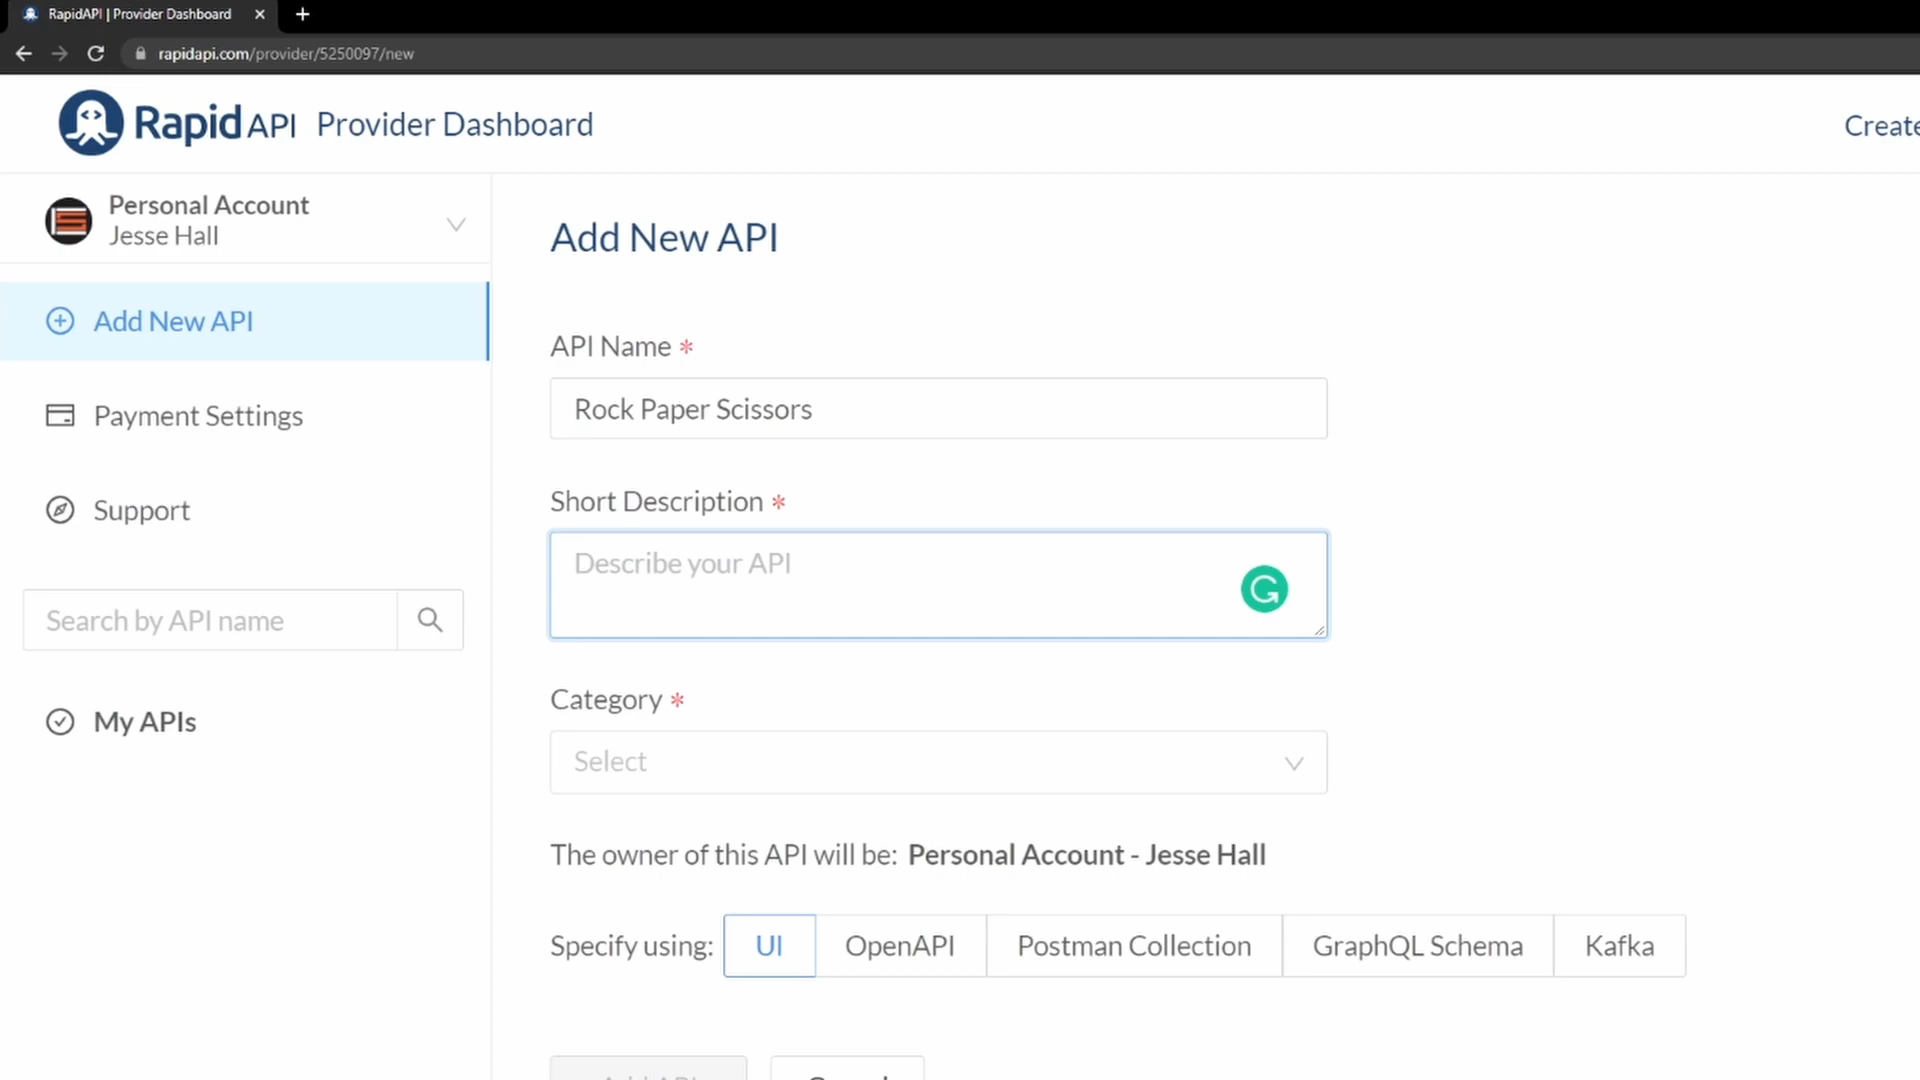 RapidAPI | Provider Dashboard
rapidapi.com/provider/5250097/new
Rapid API Provider Dashboard
Create
Personal Account
Jesse Hall
Add New API
Payment Settings
Support
Search by API name
My APIs
Add New API
API Name *
Rock Paper Scissors
Short Description *
Describe your API
Category *
Select
The owner of this API will be: Personal Account - Jesse Hall
Specify using: UI OpenAPI Postman Collection GraphQL Schema Kafka